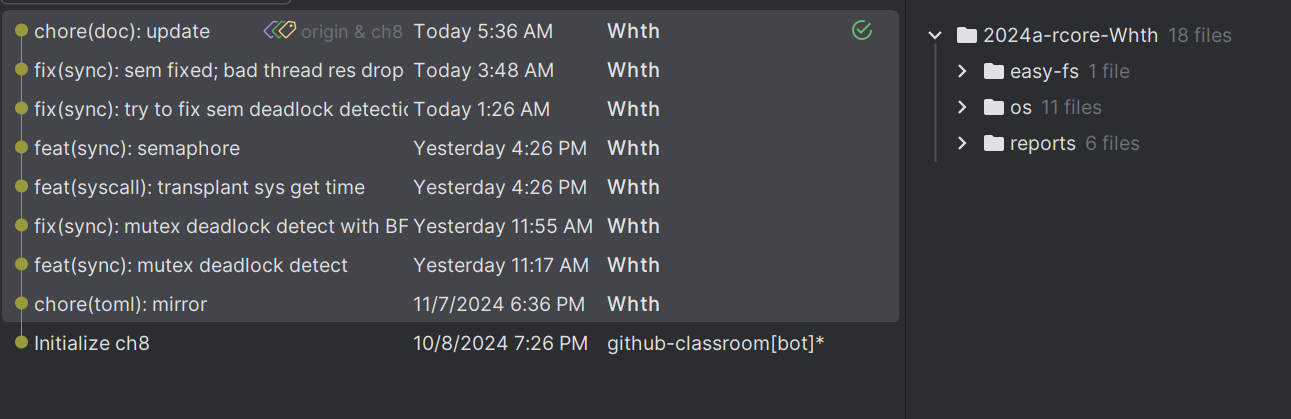 chore(doc): update origin & ch8 Today 5:36 AM Whth
fix(sync): sem fixed; bad thread res drop Today 3:48 AM Whth
fix(sync): try to fix sem deadlock detectic Today 1:26 AM Whth
feat(sync): semaphore Yesterday 4:26 PM Whth
feat(syscall): transplant sys get time Yesterday 4:26 PM Whth
fix(sync): mutex deadlock detect with BF Yesterday 11:55 AM Whth
feat(sync): mutex deadlock detect Yesterday 11:17 AM Whth
chore(toml): mirror 11/7/2024 6:36 PM Whth
Initialize ch8 10/8/2024 7:26 PM github-classroom[bot]*
2024a-rcore-Whth 18 files
easy-fs 1 file
os 11 files
reports 6 files